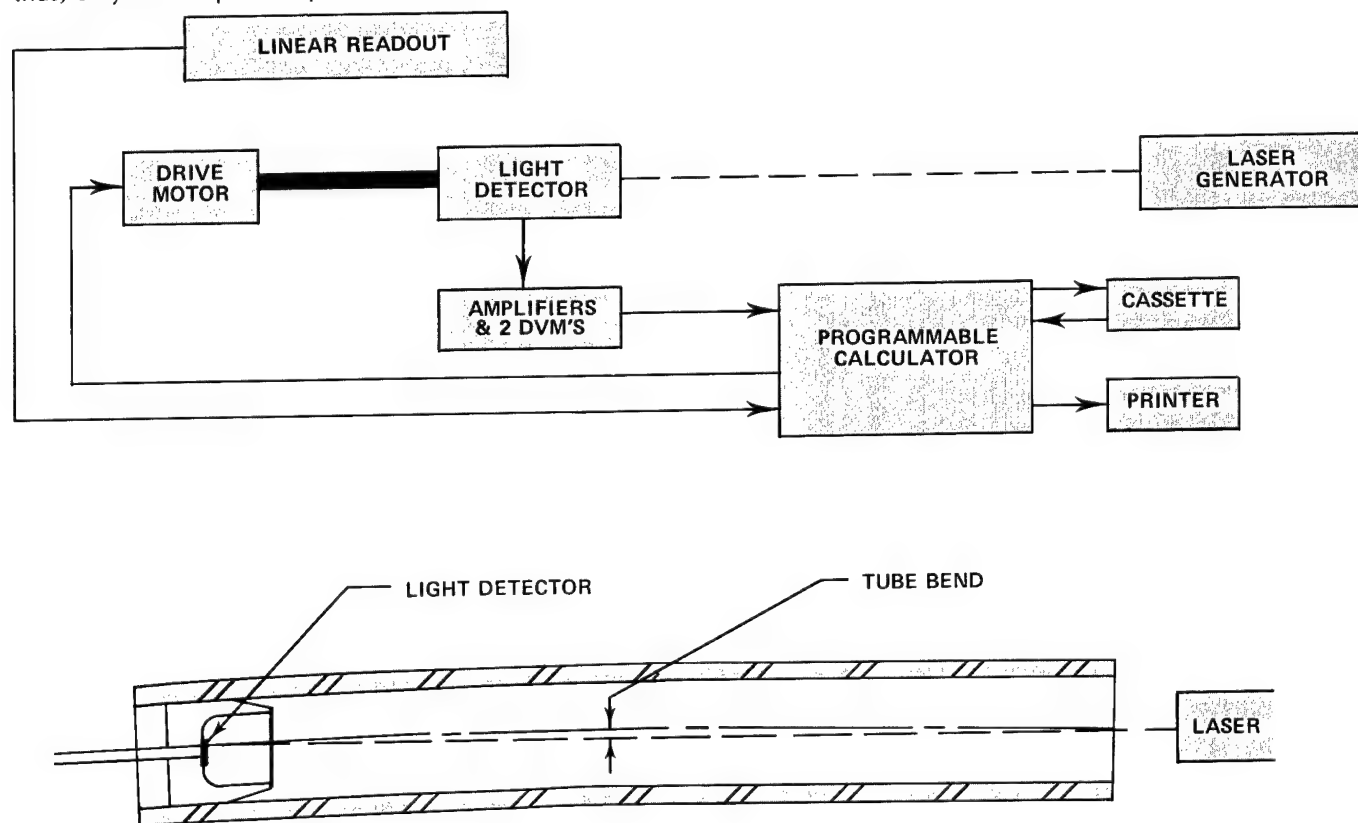 LINEAR READOUT
DRIVE
MOTOR
LIGHT
DETECTOR
LASER
GENERATOR
AMPLIFIERS
& 2 DVM'S
PROGRAMMABLE
CALCULATOR
CASSETTE
PRINTER
LIGHT DETECTOR
TUBE BEND
LASER